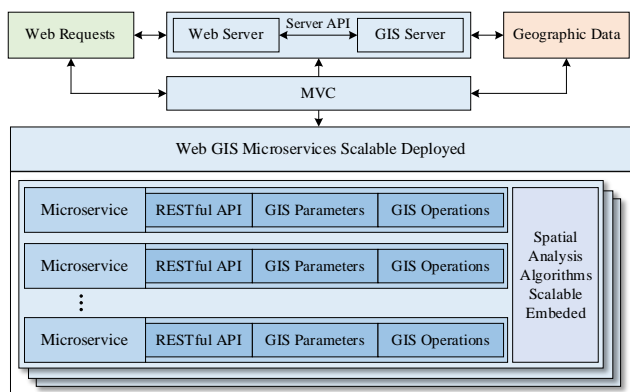 Web Requests
Web Server
Server API
GIS Server
Geographic Data
MVC
Web GIS Microservices Scalable Deployed
Microservice RESTful API GIS Parameters GIS Operations
Microservice RESTful API GIS Parameters GIS Operations
⋮
Microservice RESTful API GIS Parameters GIS Operations
Spatial
Analysis
Algorithms
Scalable
Embeded